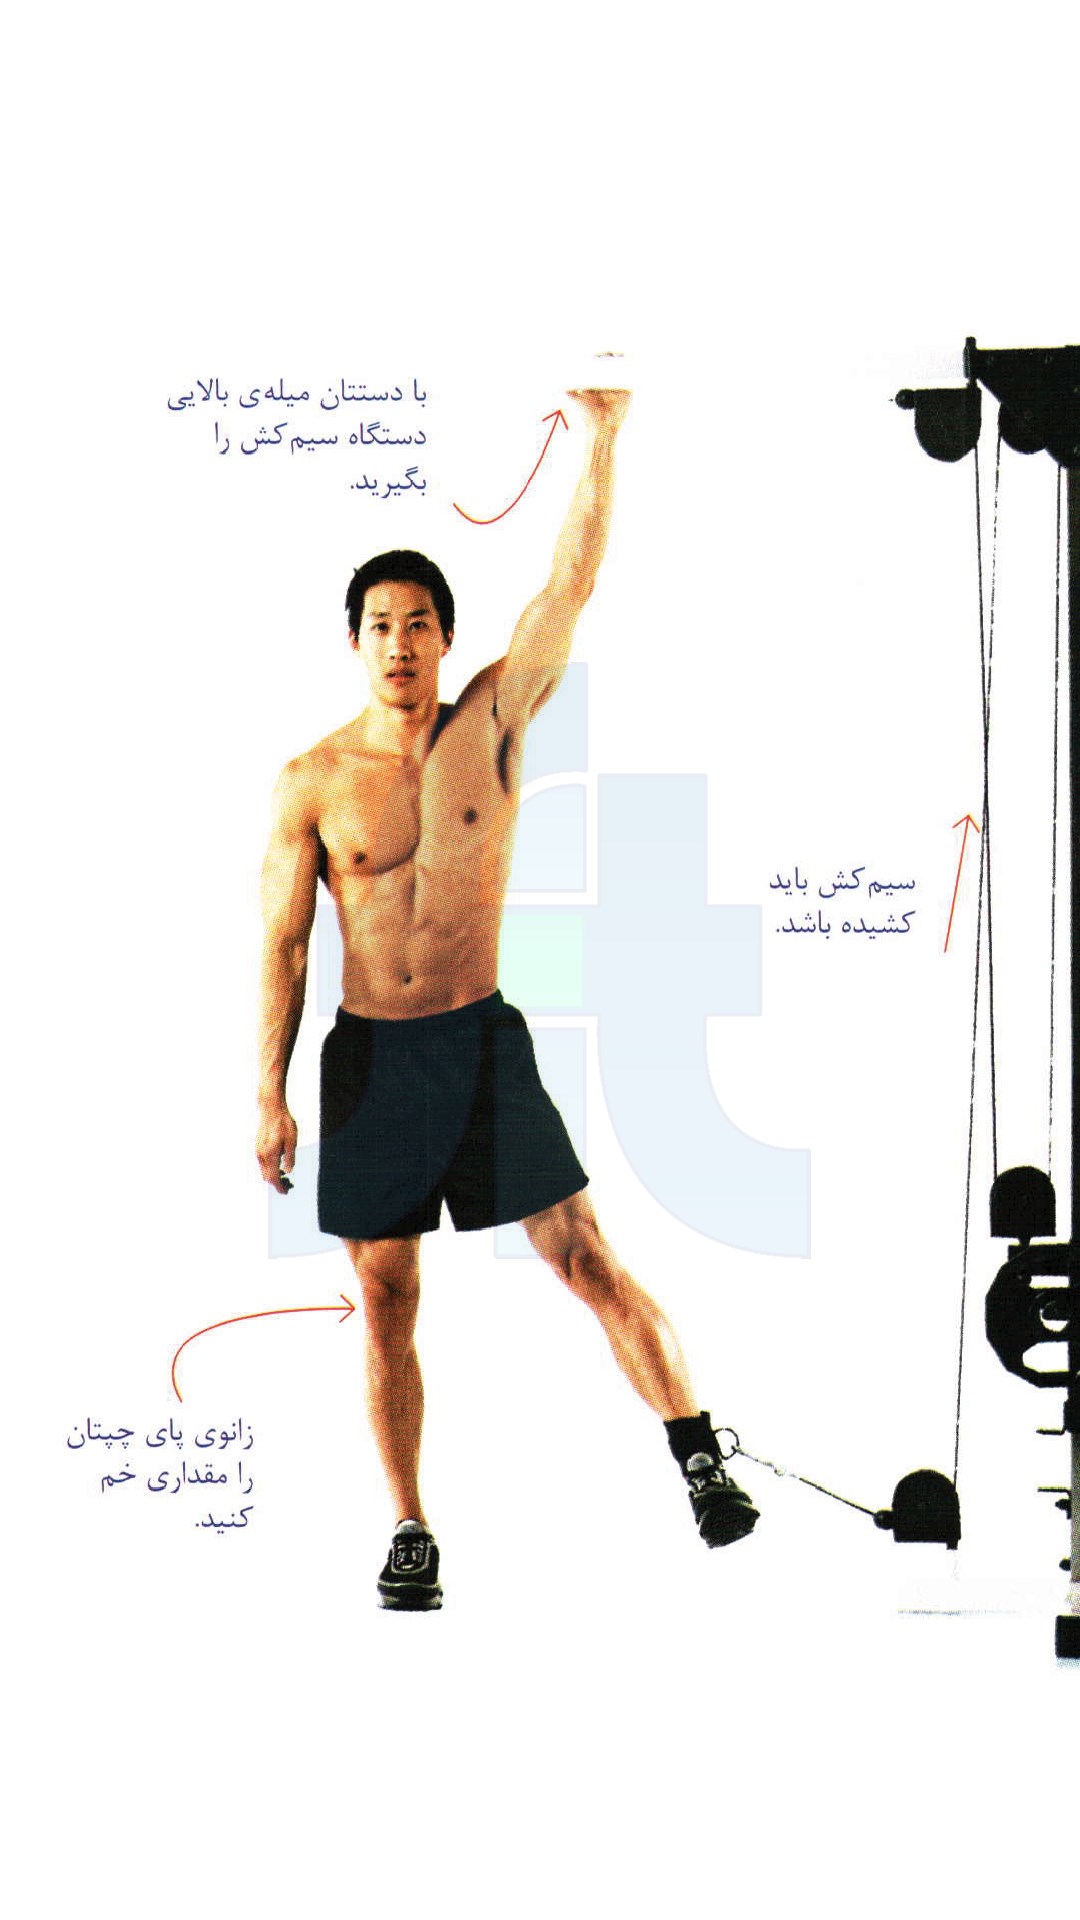 با دستتان میله‌ی بالایی
دستگاه سیم‌کش را
بگیرید.
سیم‌کش باید
کشیده باشد.
زانوی پای چپتان
را مقداری خم
کنید.
fit